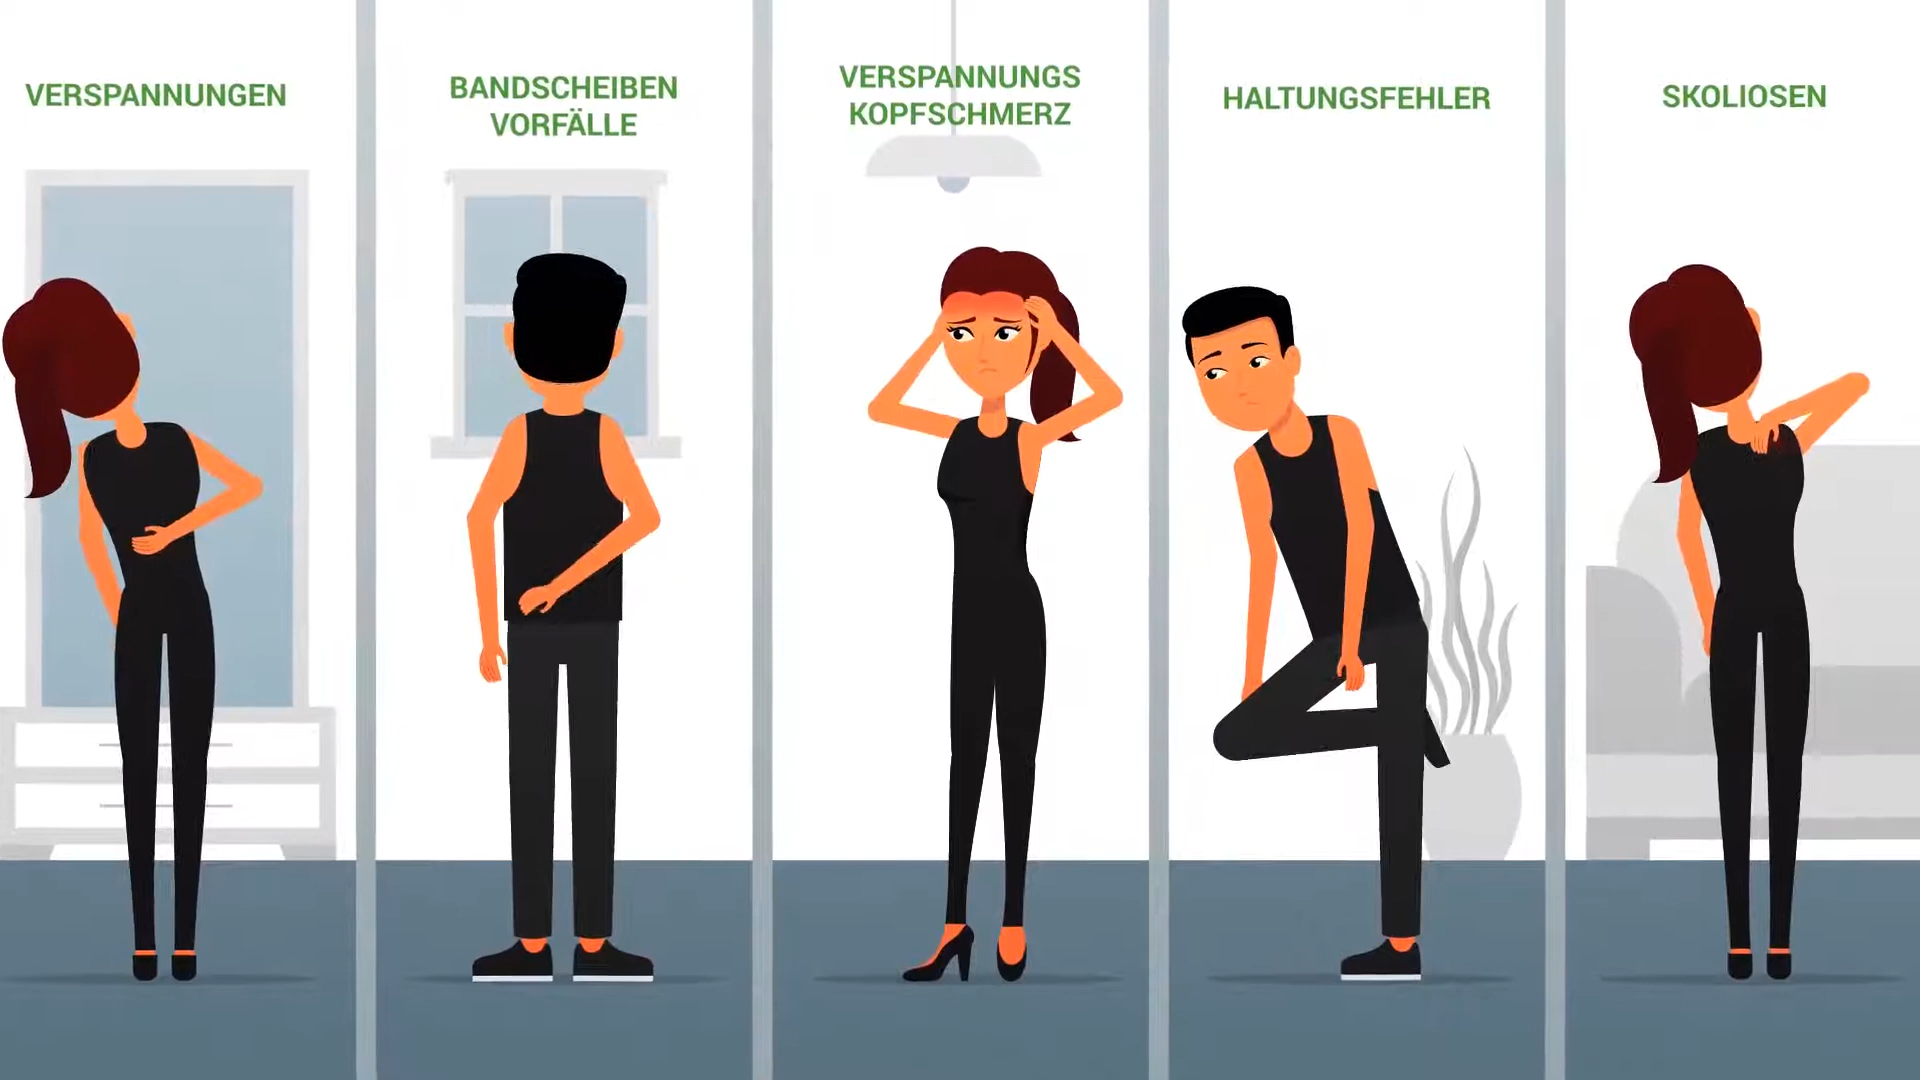 VERSPANNUNGEN
BANDSCHEIBEN
VORFÄLLE
VERSPANNUNGS
KOPFSCHMERZ
HALTUNGSFEHLER
SKOLIOSEN